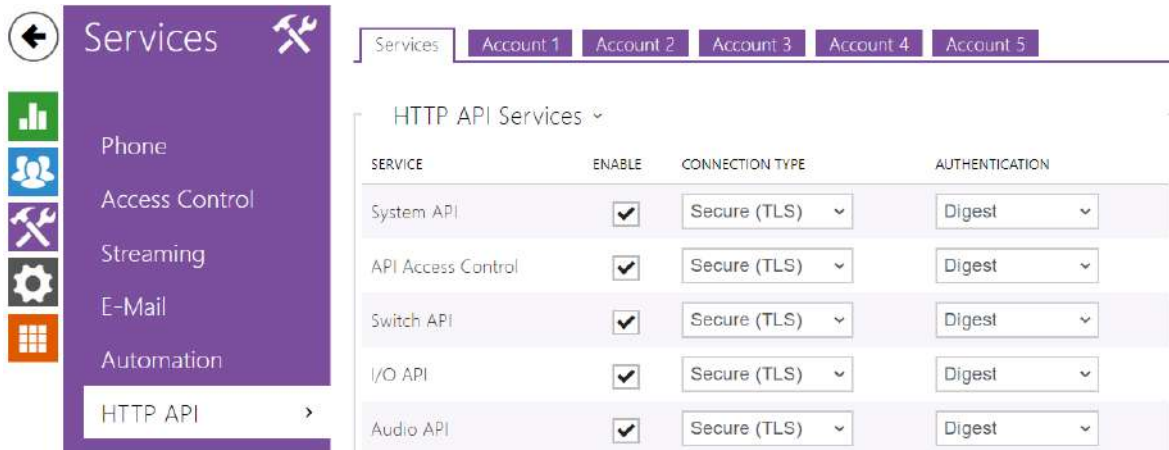 Services
Phone
Access Control
Streaming
E-Mail
Automation
HTTP API
Services Account 1 Account 2 Account 3 Account 4 Account 5
HTTP API Services
SERVICE ENABLE CONNECTION TYPE AUTHENTICATION
System API Secure (TLS) Digest
API Access Control Secure (TLS) Digest
Switch API Secure (TLS) Digest
I/O API Secure (TLS) Digest
Audio API Secure (TLS) Digest